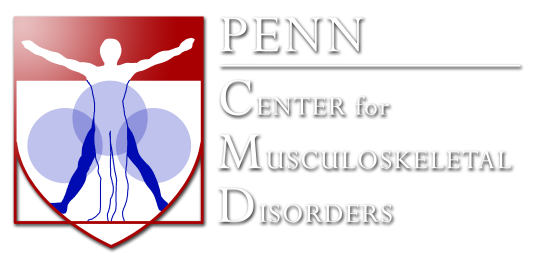 PENN
CENTER for
MUSCULOSKELETAL
DISORDERS